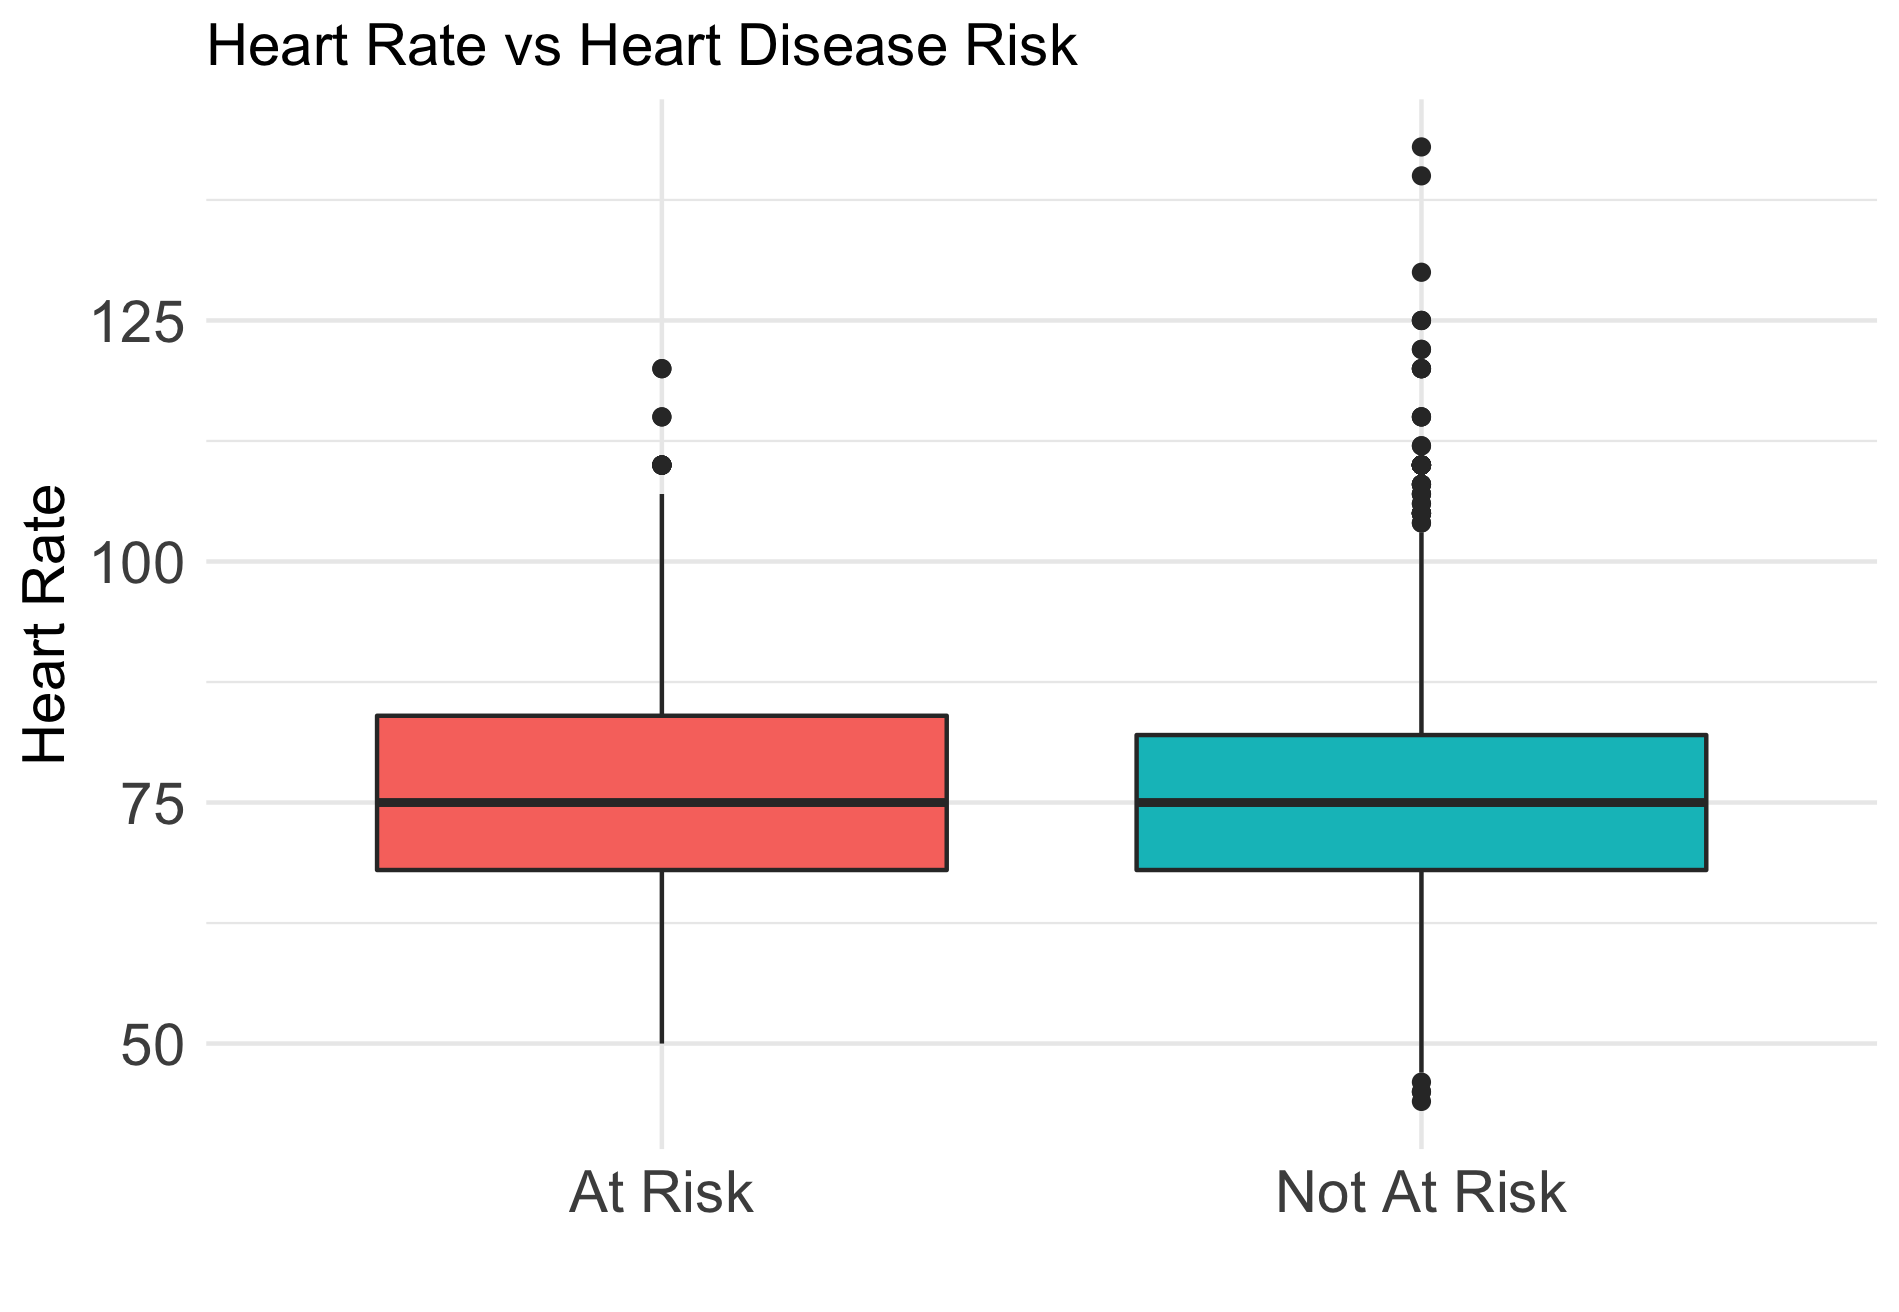 Heart Rate vs Heart Disease Risk
Heart Rate
125
100
75
50
At Risk
Not At Risk